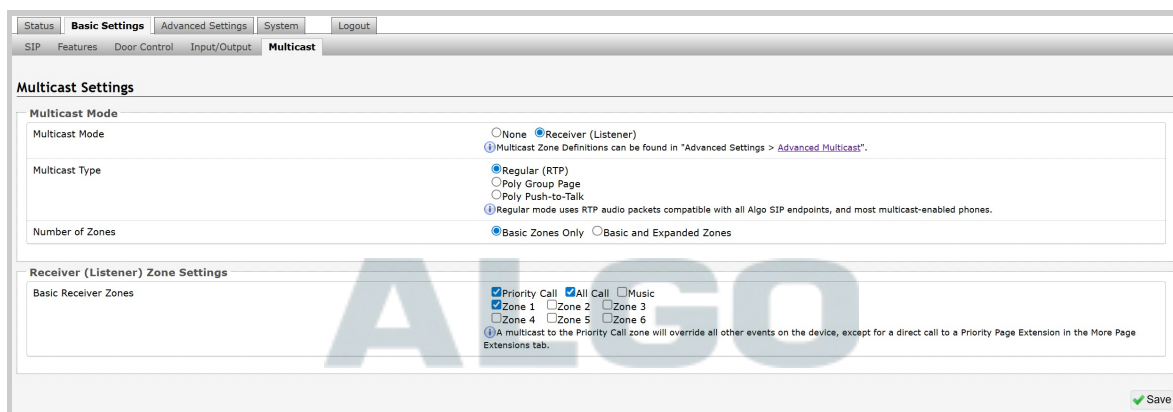 Status Basic Settings Advanced Settings System Logout
SIP Features Door Control Input/Output Multicast
Multicast Settings
Multicast Mode
Multicast Mode None Receiver (Listener)
Multicast Zone Definitions can be found in "Advanced Settings > Advanced Multicast".
Multicast Type Regular (RTP)
Poly Group Page
Poly Push-to-Talk
Regular mode uses RTP audio packets compatible with all Algo SIP endpoints, and most multicast-enabled phones.
Number of Zones Basic Zones Only Basic and Expanded Zones
Receiver (Listener) Zone Settings
Basic Receiver Zones Priority Call All Call Music
Zone 1 Zone 2 Zone 3
Zone 4 Zone 5 Zone 6
A multicast to the Priority Call zone will override all other events on the device, except for a direct call to a Priority Page Extension in the More Page
Extensions tab.
ALGO
Save